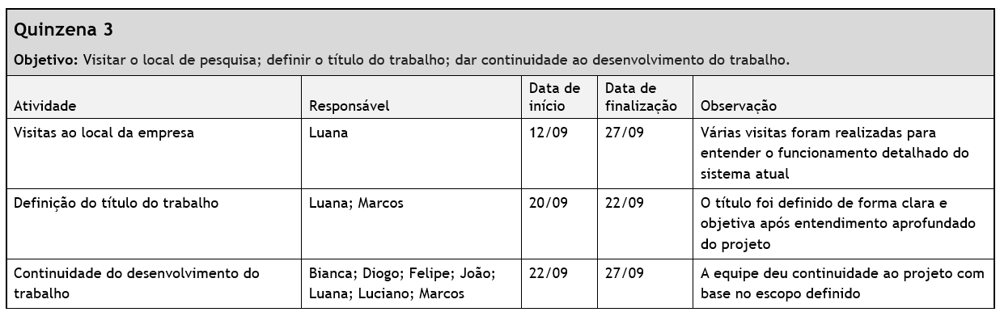 Quinzena 3
Objetivo: Visitar o local de pesquisa; definir o título do trabalho; dar continuidade ao desenvolvimento do trabalho.
Atividade
Responsável
Data de
início
Data de
finalização
Observação
Visitas ao local da empresa
Luana
12/09
27/09
Várias visitas foram realizadas para
entender o funcionamento detalhado do
sistema atual
Definição do título do trabalho
Luana; Marcos
20/09
22/09
O título foi definido de forma clara e
objetiva após entendimento aprofundado
do projeto
Continuidade do desenvolvimento do
trabalho
Bianca; Diogo; Felipe; João;
Luana; Luciano; Marcos
22/09
27/09
A equipe deu continuidade ao projeto com
base no escopo definido